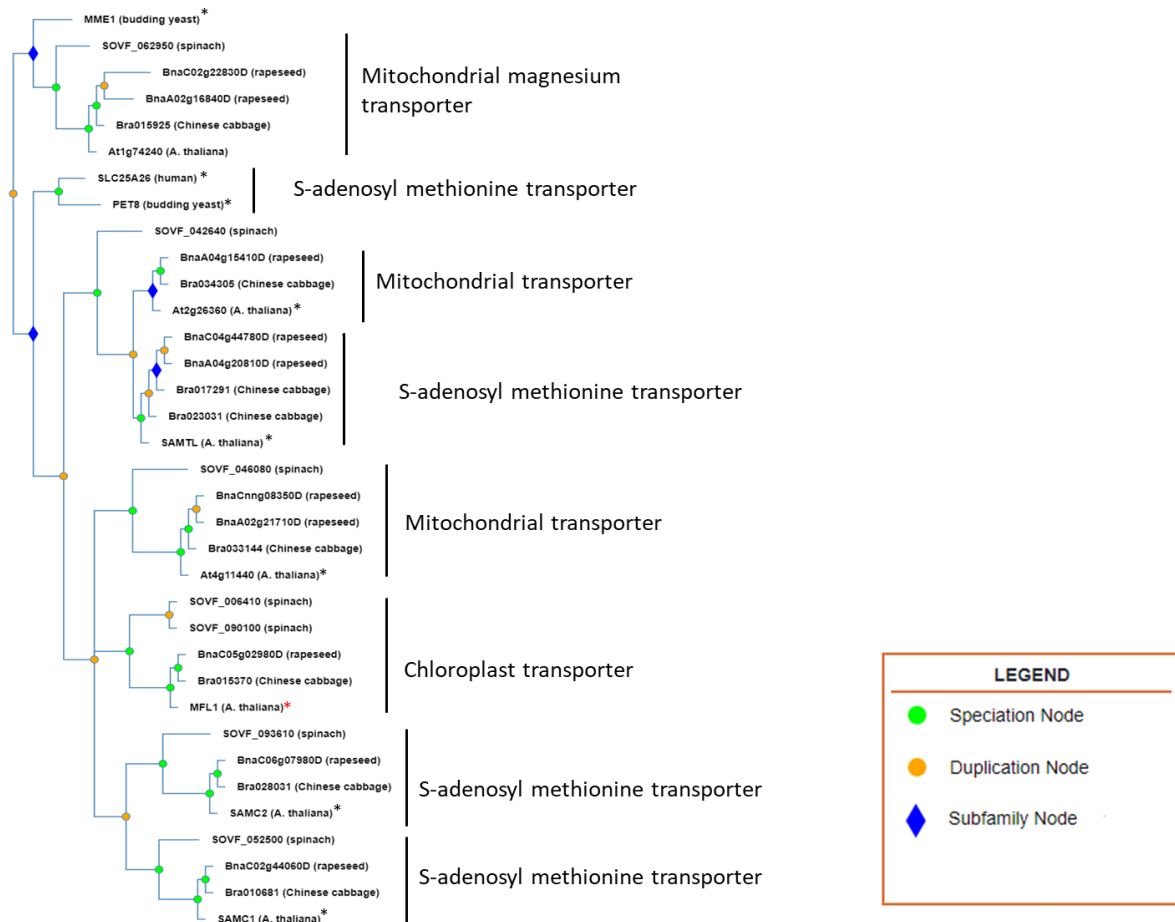 MME1 (budding yeast)*
SOVF_062950 (spinach)
BnaC02g22830D (rapeseed)
BnaA02g16840D (rapeseed)
Bra015925 (Chinese cabbage)
At1g74240 (A. thaliana)
Mitochondrial magnesium
transporter
SLC25A26 (human)*
PET8 (budding yeast)*
S-adenosyl methionine transporter
SOVF_042640 (spinach)
BnaA04g15410D (rapeseed)
Bra034305 (Chinese cabbage)
At2g26360 (A. thaliana)*
Mitochondrial transporter
BnaC04g44780D (rapeseed)
BnaA04g20810D (rapeseed)
Bra017291 (Chinese cabbage)
Bra023031 (Chinese cabbage)
SAMTL (A. thaliana)*
S-adenosyl methionine transporter
SOVF_046080 (spinach)
BnaCnng08350D (rapeseed)
BnaA02g21710D (rapeseed)
Bra033144 (Chinese cabbage)
At4g11440 (A. thaliana)*
Mitochondrial transporter
SOVF_006410 (spinach)
SOVF_090100 (spinach)
BnaC05g02980D (rapeseed)
Bra015370 (Chinese cabbage)
MFL1 (A. thaliana)*
Chloroplast transporter
SOVF_093610 (spinach)
BnaC06g07980D (rapeseed)
Bra028031 (Chinese cabbage)
SAMC2 (A. thaliana)*
S-adenosyl methionine transporter
SOVF_052500 (spinach)
BnaC02g44060D (rapeseed)
Bra010681 (Chinese cabbage)
SAMC1 (A. thaliana)*
S-adenosyl methionine transporter
LEGEND
Speciation Node
Duplication Node
Subfamily Node